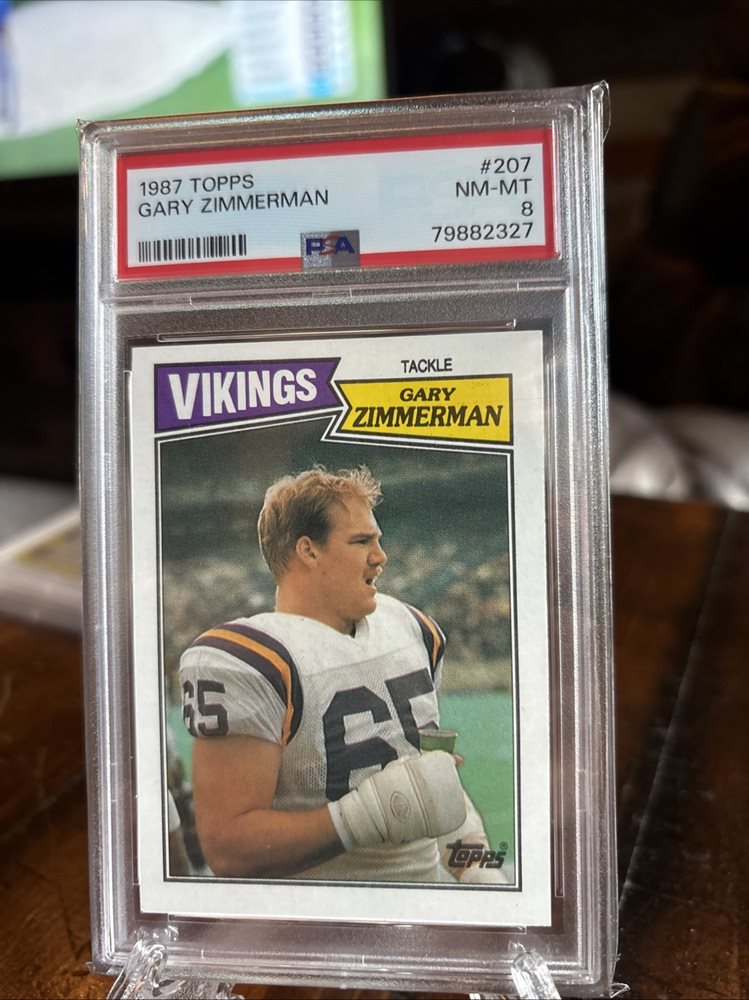 1987 TOPPS #207
GARY ZIMMERMAN NM-MT
8
PSA 79882327
VIKINGS
TACKLE
GARY
ZIMMERMAN
65
65
topps®